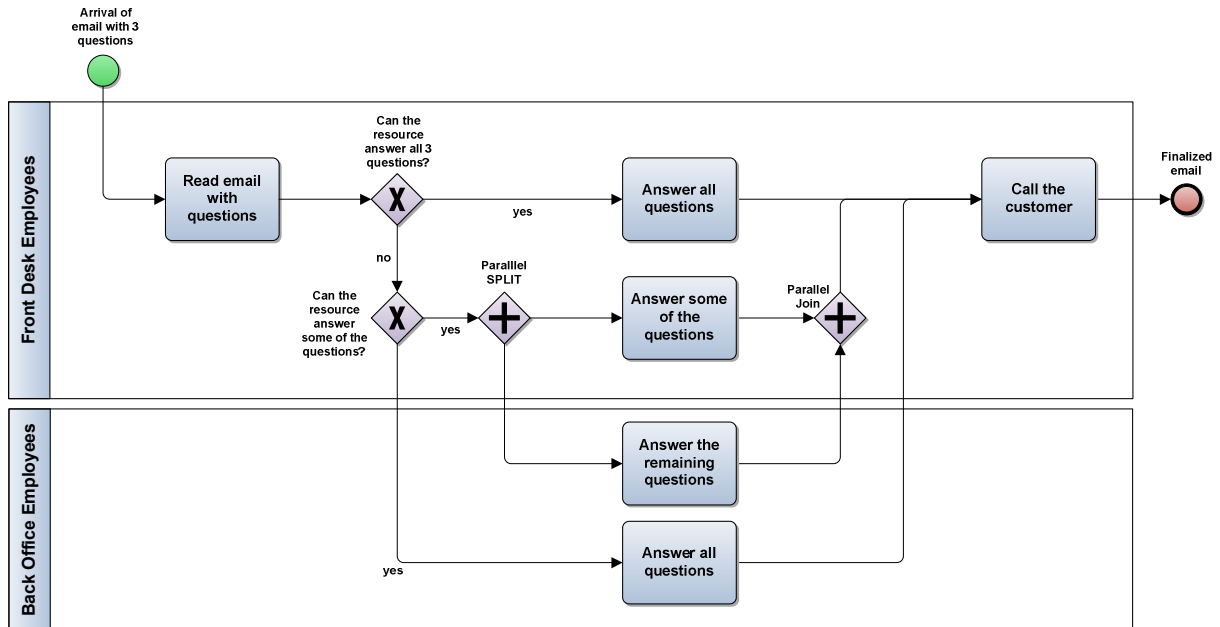 Arrival of
email with 3
questions
Front Desk Employees
Read email
with
questions
Can the
resource
answer all 3
questions?
yes
no
Answer all
questions
Call the
customer
Finalized
email
Can the
resource
answer
some of the
questions?
yes
Paralllel
SPLIT
Answer some
of the
questions
Parallel
Join
Back Office Employees
Answer the
remaining
questions
yes
Answer all
questions